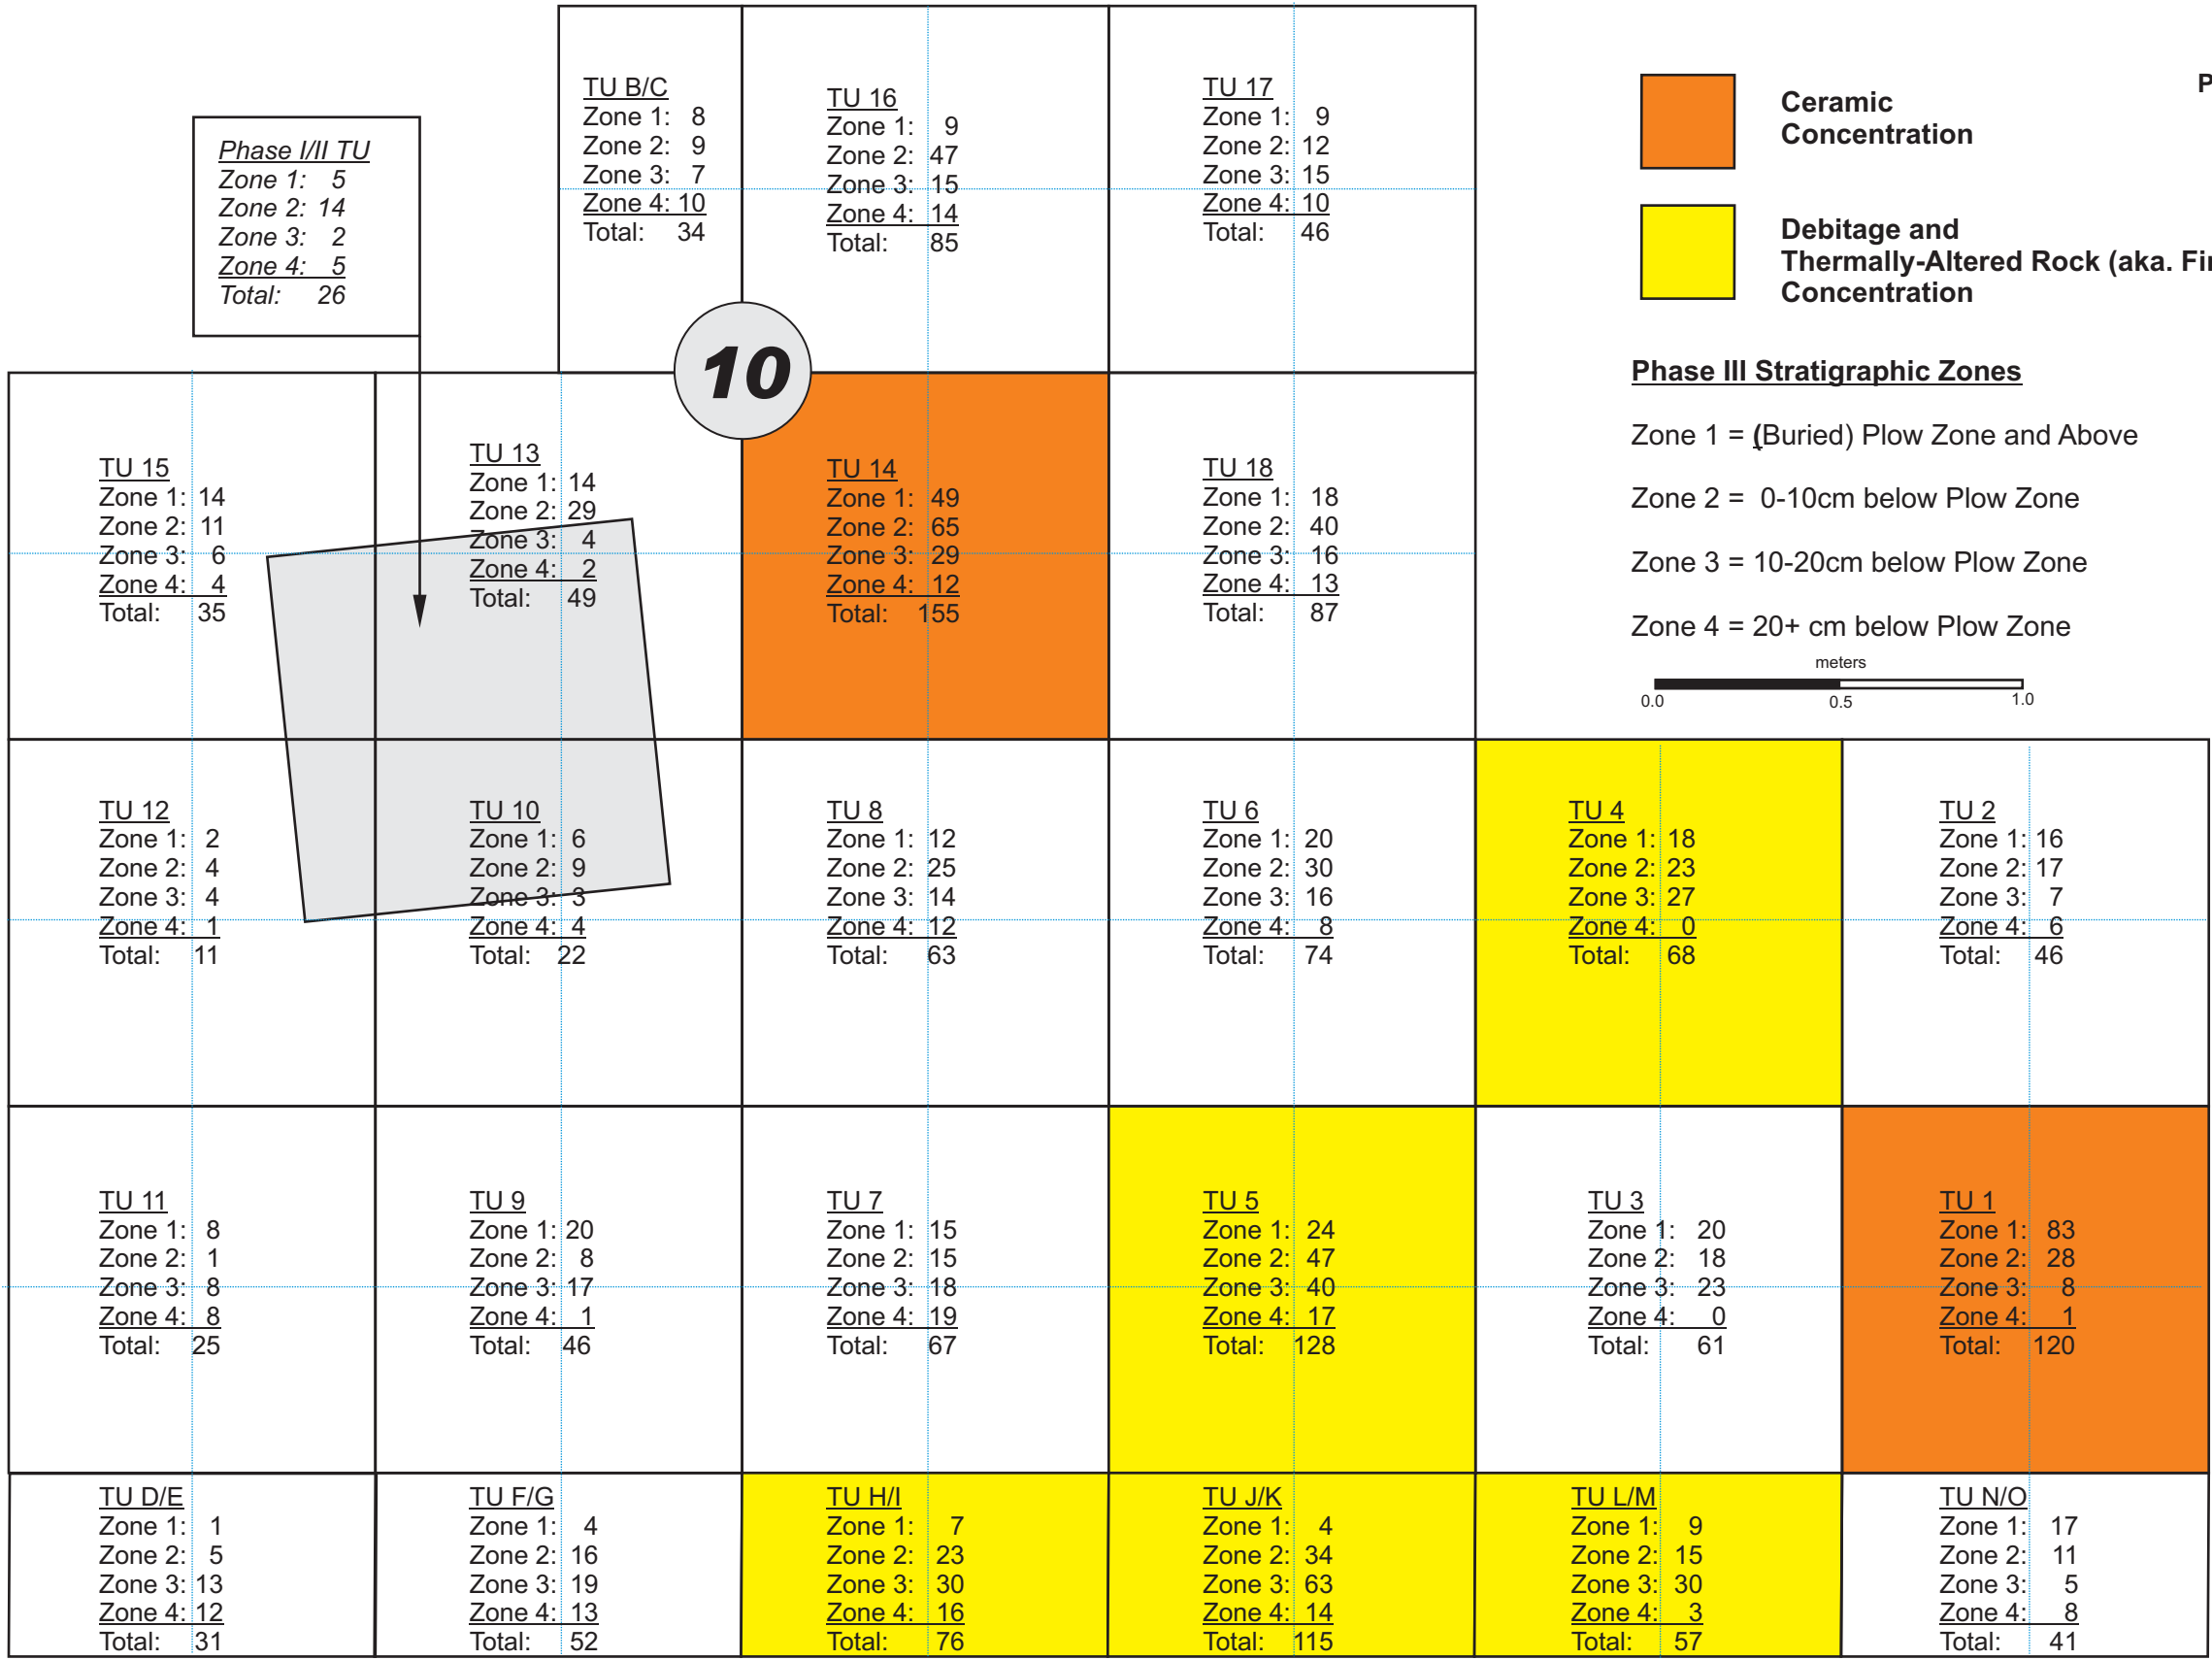 TU B/C
Zone 1: 8
Zone 2: 9
Zone 3: 7
Zone 4: 10
Total: 34
TU 16
Zone 1: 9
Zone 2: 47
Zone 3: 15
Zone 4: 14
Total: 85
TU 17
Zone 1: 9
Zone 2: 12
Zone 3: 15
Zone 4: 10
Total: 46
Phase I/II TU
Zone 1: 5
Zone 2: 14
Zone 3: 2
Zone 4: 5
Total: 26
10
Ceramic
Concentration
P
Debitage and
Thermally-Altered Rock (aka.
Concentration
Phase III Stratigraphic Zones
Zone 1 = (Buried) Plow Zone and Above
Zone 2 = 0-10cm below Plow Zone
Zone 3 = 10-20cm below Plow Zone
Zone 4 = 20+ cm below Plow Zone
meters
0.0 0.5 1.0
TU 15
Zone 1: 14
Zone 2: 11
Zone 3: 6
Zone 4: 4
Total: 35
TU 13
Zone 1: 14
Zone 2: 29
Zone 3: 4
Zone 4: 2
Total: 49
TU 14
Zone 1: 49
Zone 2: 65
Zone 3: 29
Zone 4: 12
Total: 155
TU 18
Zone 1: 18
Zone 2: 40
Zone 3: 16
Zone 4: 13
Total: 87
TU 12
Zone 1: 2
Zone 2: 4
Zone 3: 4
Zone 4: 1
Total: 11
TU 10
Zone 1: 6
Zone 2: 9
Zone 3: 3
Zone 4: 4
Total: 22
TU 8
Zone 1: 12
Zone 2: 25
Zone 3: 14
Zone 4: 12
Total: 63
TU 6
Zone 1: 20
Zone 2: 30
Zone 3: 16
Zone 4: 8
Total: 74
TU 4
Zone 1: 18
Zone 2: 23
Zone 3: 27
Zone 4: 0
Total: 68
TU 2
Zone 1: 16
Zone 2: 17
Zone 3: 7
Zone 4: 6
Total: 46
TU 11
Zone 1: 8
Zone 2: 1
Zone 3: 8
Zone 4: 8
Total: 25
TU 9
Zone 1: 20
Zone 2: 8
Zone 3: 17
Zone 4: 1
Total: 46
TU 7
Zone 1: 15
Zone 2: 15
Zone 3: 18
Zone 4: 19
Total: 67
TU 5
Zone 1: 24
Zone 2: 47
Zone 3: 40
Zone 4: 17
Total: 128
TU 3
Zone 1: 20
Zone 2: 18
Zone 3: 23
Zone 4: 0
Total: 61
TU 1
Zone 1: 83
Zone 2: 28
Zone 3: 8
Zone 4: 1
Total: 120
TU D/E
Zone 1: 1
Zone 2: 5
Zone 3: 13
Zone 4: 12
Total: 31
TU F/G
Zone 1: 4
Zone 2: 16
Zone 3: 19
Zone 4: 13
Total: 52
TU H/I
Zone 1: 7
Zone 2: 23
Zone 3: 30
Zone 4: 16
Total: 76
TU J/K
Zone 1: 4
Zone 2: 34
Zone 3: 63
Zone 4: 14
Total: 115
TU L/M
Zone 1: 9
Zone 2: 15
Zone 3: 30
Zone 4: 3
Total: 57
TU N/O
Zone 1: 17
Zone 2: 11
Zone 3: 5
Zone 4: 8
Total: 41